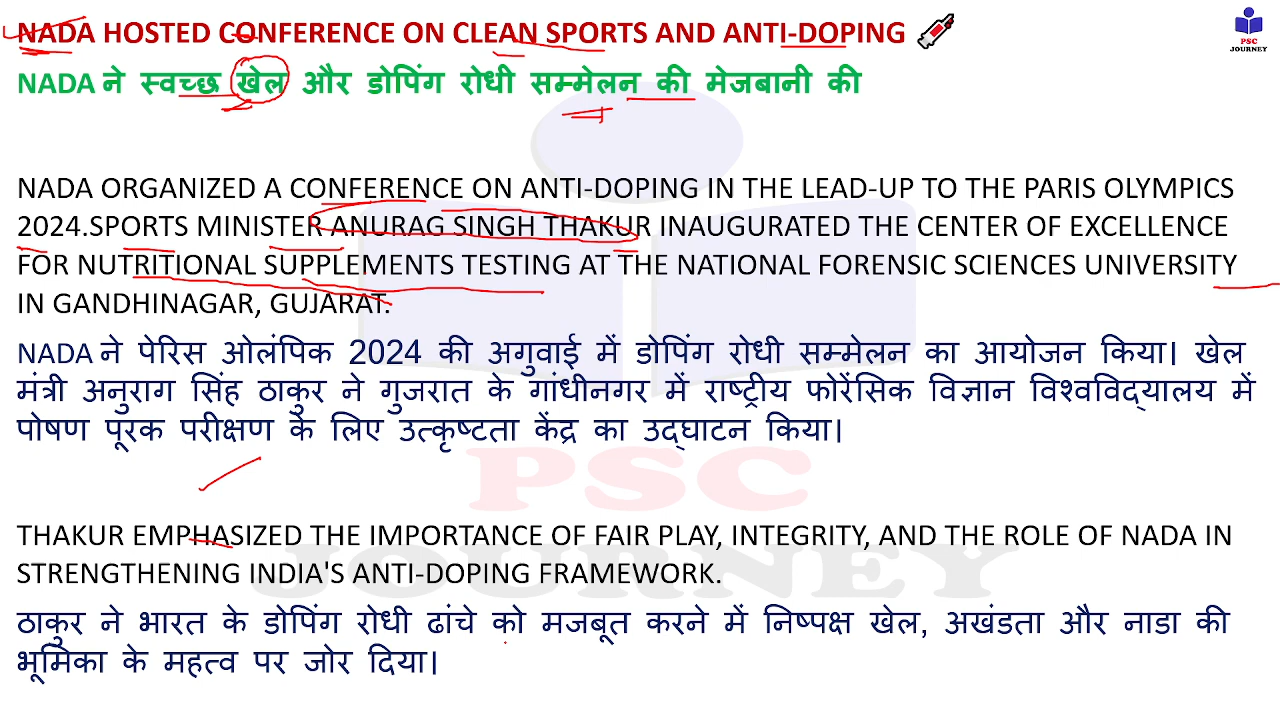 NADA HOSTED CONFERENCE ON CLEAN SPORTS AND ANTI-DOPING
PSC
JOURNEY
NADA ने स्वच्छ खेल और डोपिंग रोधी सम्मेलन की मेजबानी की
NADA ORGANIZED A CONFERENCE ON ANTI-DOPING IN THE LEAD-UP TO THE PARIS OLYMPICS
2024.SPORTS MINISTER ANURAG SINGH THAKUR INAUGURATED THE CENTER OF EXCELLENCE
FOR NUTRITIONAL SUPPLEMENTS TESTING AT THE NATIONAL FORENSIC SCIENCES UNIVERSITY
IN GANDHINAGAR, GUJARAT.
NADA ने पेरिस ओलंपिक 2024 की अगुवाई में डोपिंग रोधी सम्मेलन का आयोजन किया। खेल
मंत्री अनुराग सिंह ठाकुर ने गुजरात के गांधीनगर में राष्ट्रीय फोरेंसिक विज्ञान विश्वविद्यालय में
पोषण पूरक परीक्षण के लिए उत्कृष्टता केंद्र का उद्घाटन किया।
PSC
JOURNEY
THAKUR EMPHASIZED THE IMPORTANCE OF FAIR PLAY, INTEGRITY, AND THE ROLE OF NADA IN
STRENGTHENING INDIA'S ANTI-DOPING FRAMEWORK.
ठाकुर ने भारत के डोपिंग रोधी ढांचे को मजबूत करने में निष्पक्ष खेल, अखंडता और नाडा की
भूमिका के महत्व पर जोर दिया।